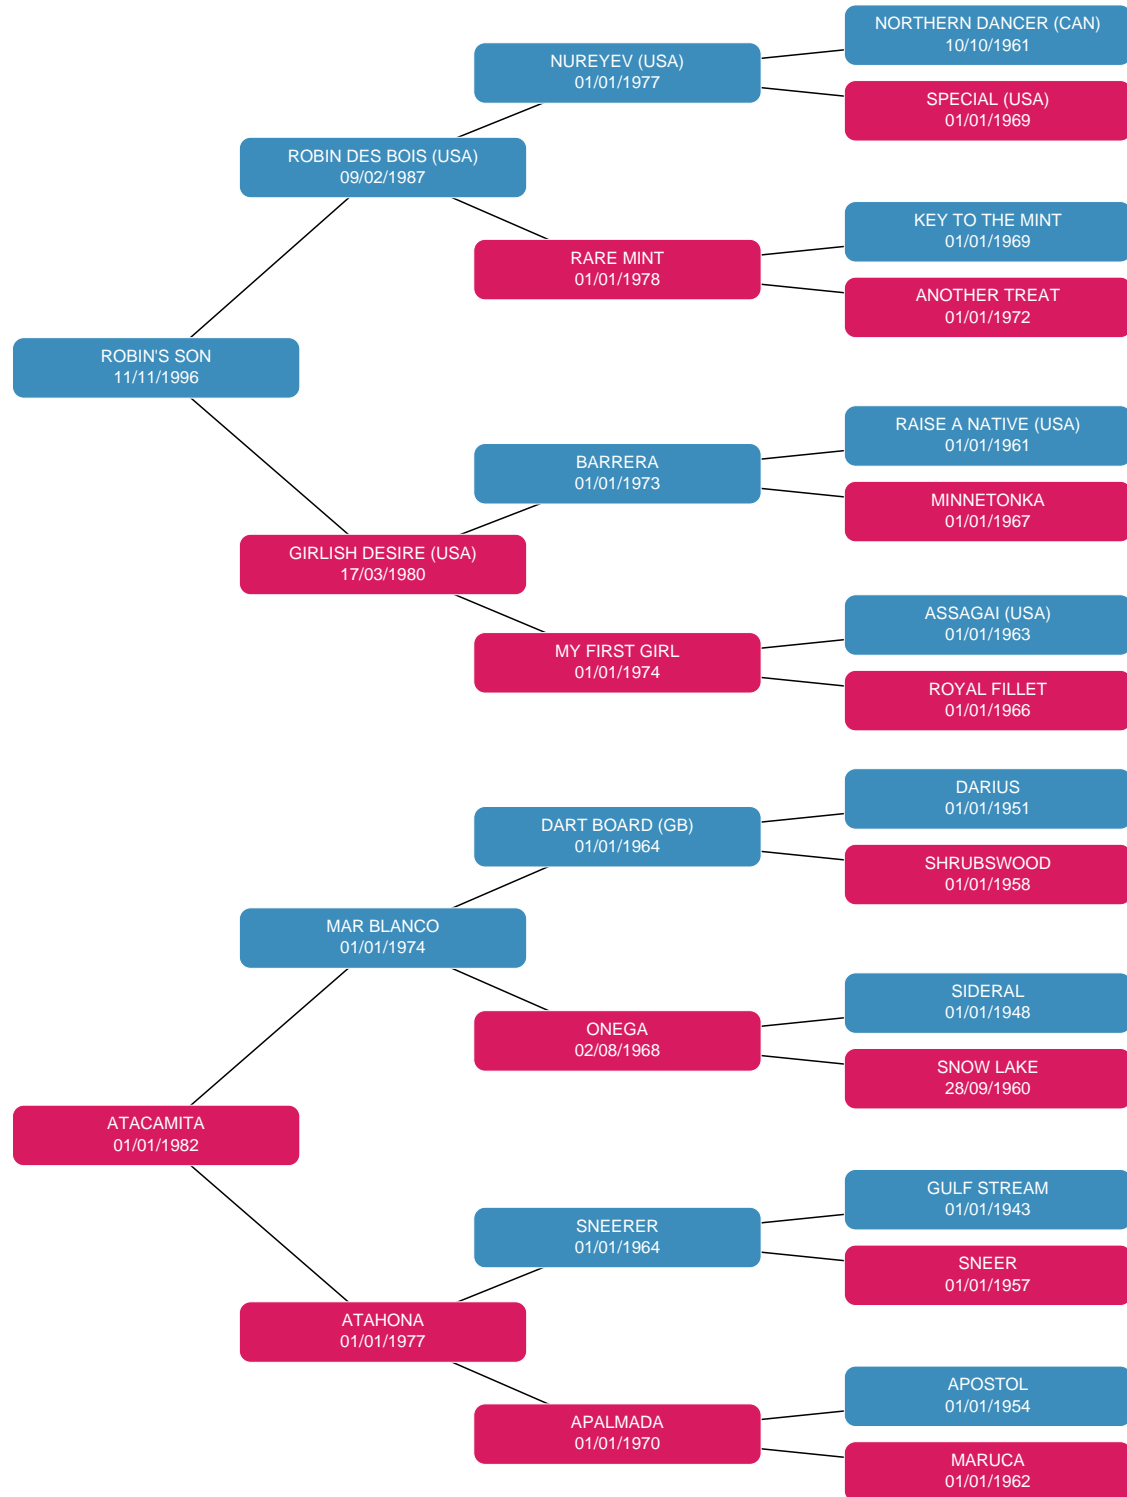 NORTHERN DANCER (CAN)
10/10/1961
NUREYEV (USA)
01/01/1977
SPECIAL (USA)
01/01/1969
ROBIN DES BOIS (USA)
09/02/1987
KEY TO THE MINT
01/01/1969
RARE MINT
01/01/1978
ANOTHER TREAT
01/01/1972
ROBIN'S SON
11/11/1996
RAISE A NATIVE (USA)
01/01/1961
BARRERA
01/01/1973
MINNETONKA
01/01/1967
GIRLISH DESIRE (USA)
17/03/1980
ASSAGAI (USA)
01/01/1963
MY FIRST GIRL
01/01/1974
ROYAL FILLET
01/01/1966
DARIUS
01/01/1951
DART BOARD (GB)
01/01/1964
SHRUBSWOOD
01/01/1958
MAR BLANCO
01/01/1974
SIDERAL
01/01/1948
ONEGA
02/08/1968
SNOW LAKE
28/09/1960
ATACAMITA
01/01/1982
GULF STREAM
01/01/1943
SNEERER
01/01/1964
SNEER
01/01/1957
ATAHONA
01/01/1977
APOSTOL
01/01/1954
APALMADA
01/01/1970
MARUCA
01/01/1962